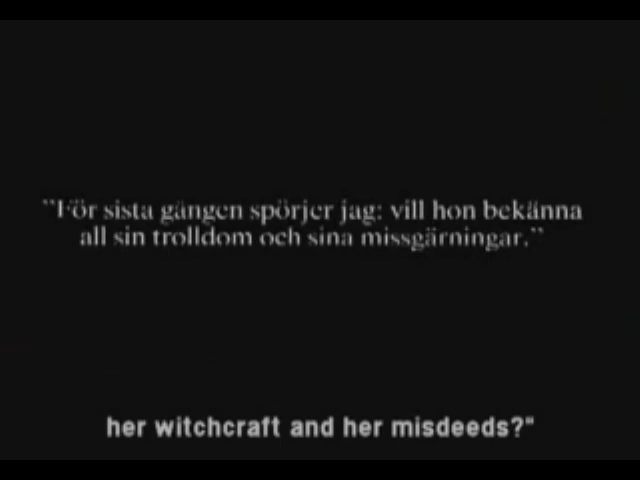 "För sista gången spörjer jag: vill hon bekänna
all sin trolldom och sina missgärningar."
her witchcraft and her misdeeds?"